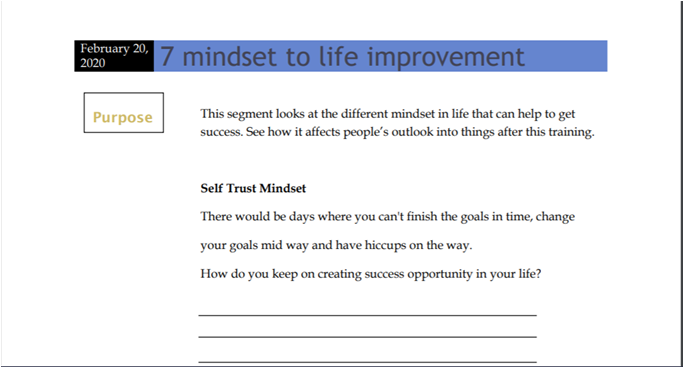 February 20,
2020
7 mindset to life improvement
Purpose
This segment looks at the different mindset in life that can help to get
success. See how it affects people’s outlook into things after this training.
Self Trust Mindset
There would be days where you can't finish the goals in time, change
your goals mid way and have hiccups on the way.
How do you keep on creating success opportunity in your life?